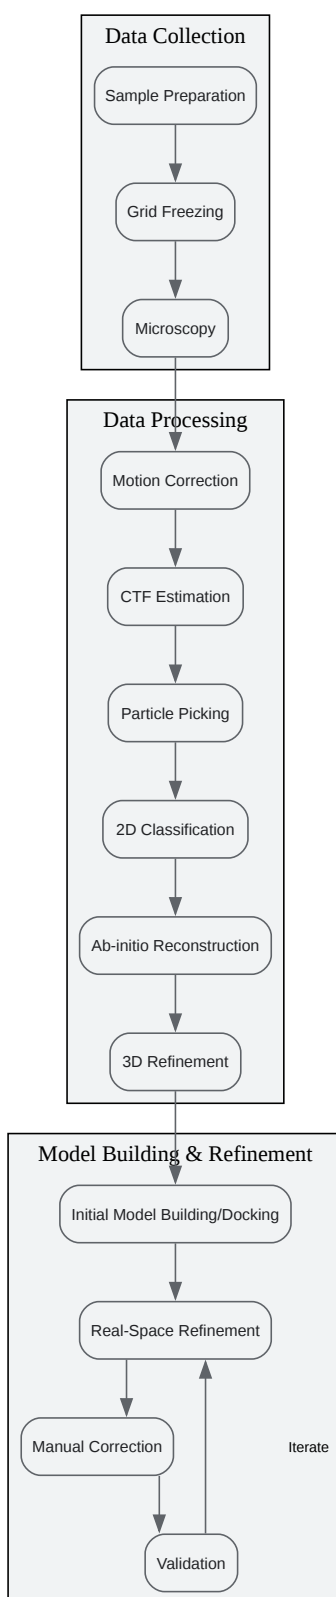 Data Collection
Sample Preparation
Grid Freezing
Microscopy
Data Processing
Motion Correction
CTF Estimation
Particle Picking
2D Classification
Ab-initio Reconstruction
3D Refinement
Model Building & Refinement
Initial Model Building/Docking
Real-Space Refinement
Manual Correction
Iterate
Validation